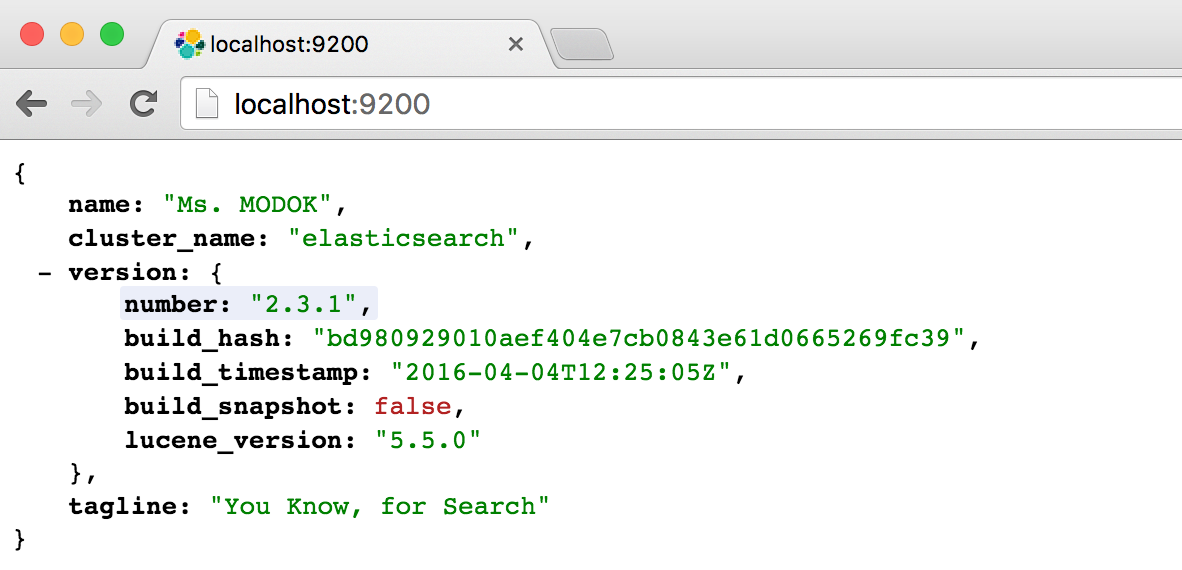 localhost:9200
localhost:9200
{
name: "Ms. MODOK",
cluster_name: "elasticsearch",
- version: {
number: "2.3.1",
build_hash: "bd980929010aef404e7cb0843e61d0665269fc39",
build_timestamp: "2016-04-04T12:25:05Z",
build_snapshot: false,
lucene_version: "5.5.0"
},
tagline: "You Know, for Search"
}